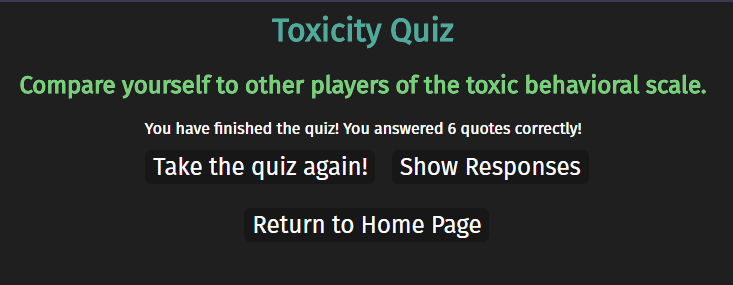 Toxicity Quiz
Compare yourself to other players of the toxic behavioral scale.
You have finished the quiz! You answered 6 quotes correctly!
Take the quiz again! Show Responses
Return to Home Page